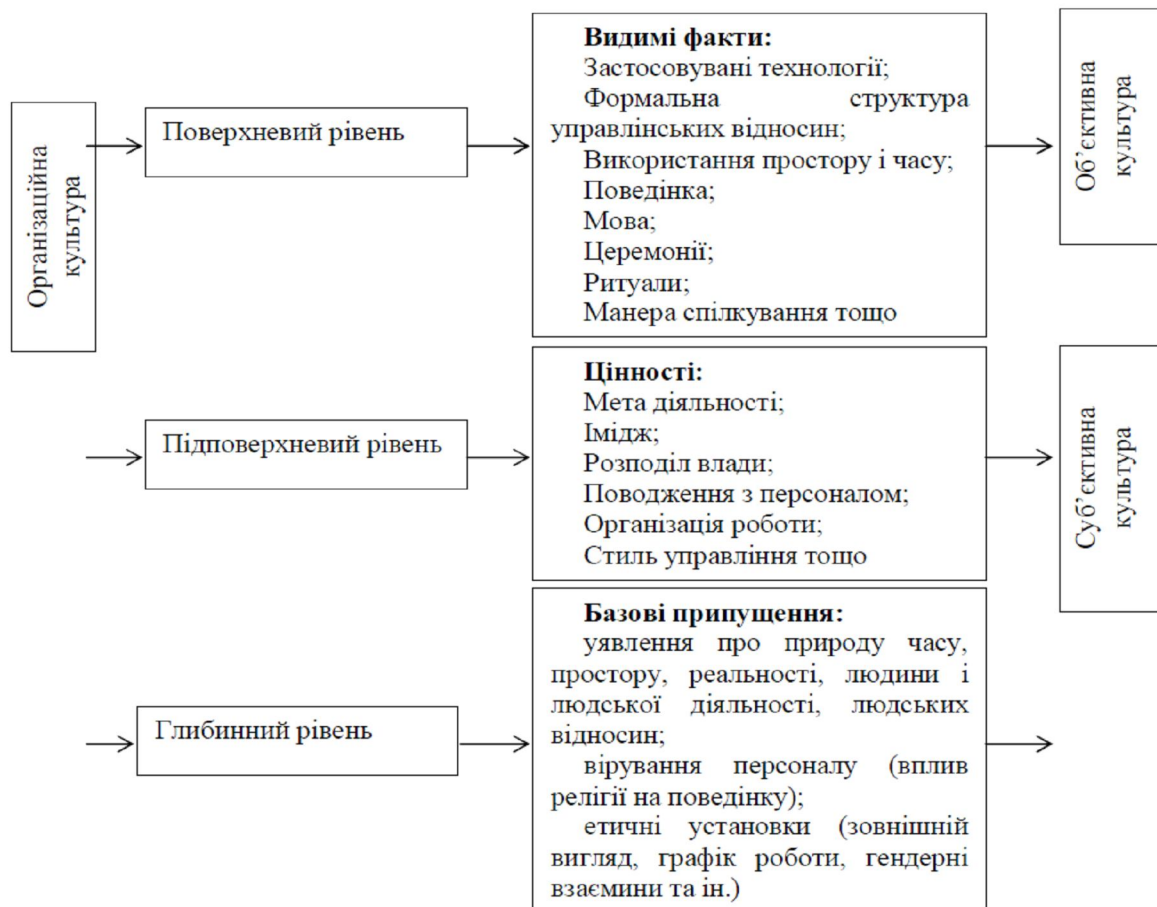 Організаційна
культура
Поверхневий рівень
Видимі факти:
Застосовувані технології;
Формальна структура
управлінських відносин;
Використання простору і часу;
Поведінка;
Мова;
Церемонії;
Ритуали;
Манера спілкування тощо
Об’єктивна
культура
Підповерхневий рівень
Цінності:
Мета діяльності;
Імідж;
Розподіл влади;
Поводження з персоналом;
Організація роботи;
Стиль управління тощо
Суб’єктивна
культура
Глибинний рівень
Базові припущення:
уявлення про природу часу,
простору, реальності, людини і
людської діяльності, людських
відносин;
вірування персоналу (вплив
релігії на поведінку);
етичні установки (зовнішній
вигляд, графік роботи, гендерні
взаємини та ін.)